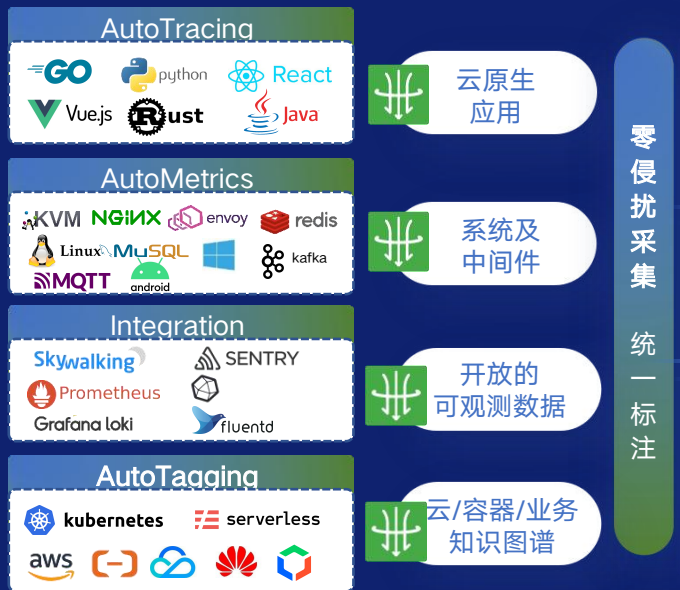 AutoTracing
GO
python
React
Vue.js
Rust
Java
云原生
应用
AutoMetrics
KVM
NGINX
envoy
redis
Linux
MySQL
kafka
MQTT
android
系统及
中间件
Integration
Skywalking
SENTRY
Prometheus
Grafana loki
fluentd
开放的
可观测数据
AutoTagging
kubernetes
serverless
aws
云/容器/业务
知识图谱
零侵扰采集
统一标注